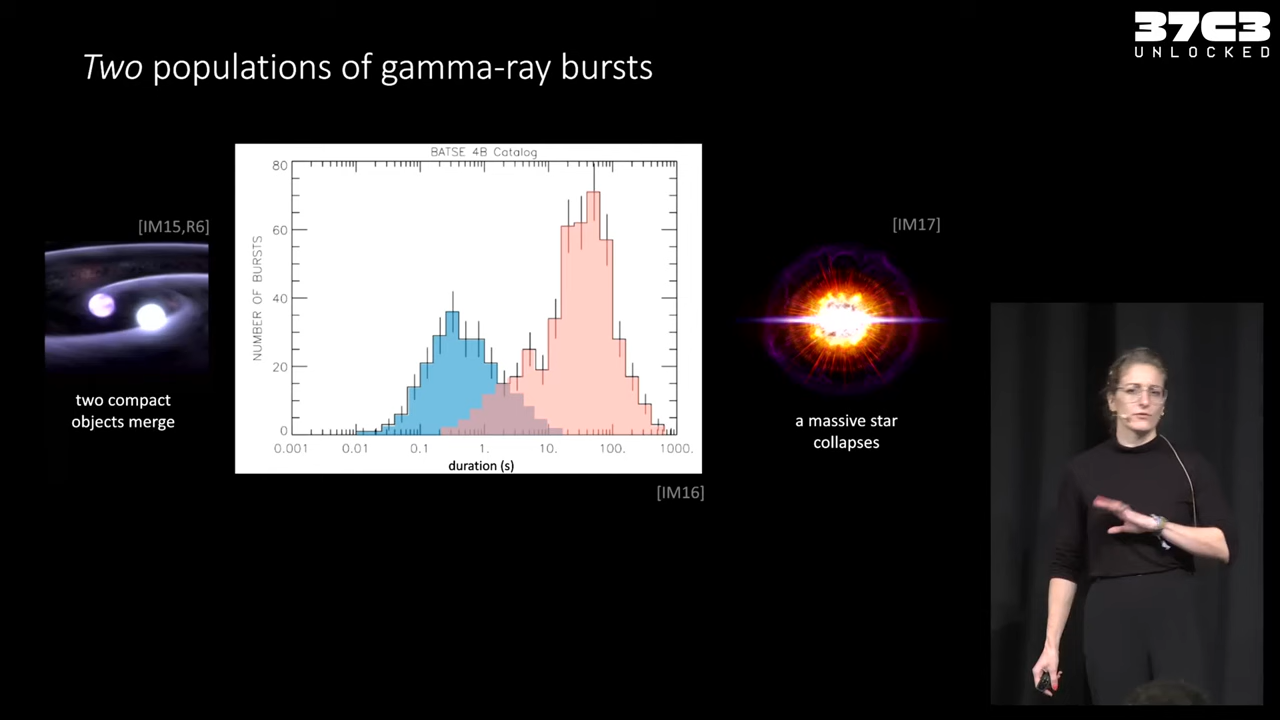 37C3
UNLOCKED
Two populations of gamma-ray bursts
[IM15,R6]
two compact
objects merge
BATSE 4B Catalog
NUMBER OF BURSTS
80
60
40
20
0
0.001 0.01 0.1 1. 10. 100. 1000.
duration (s)
[IM16]
[IM17]
a massive star
collapses